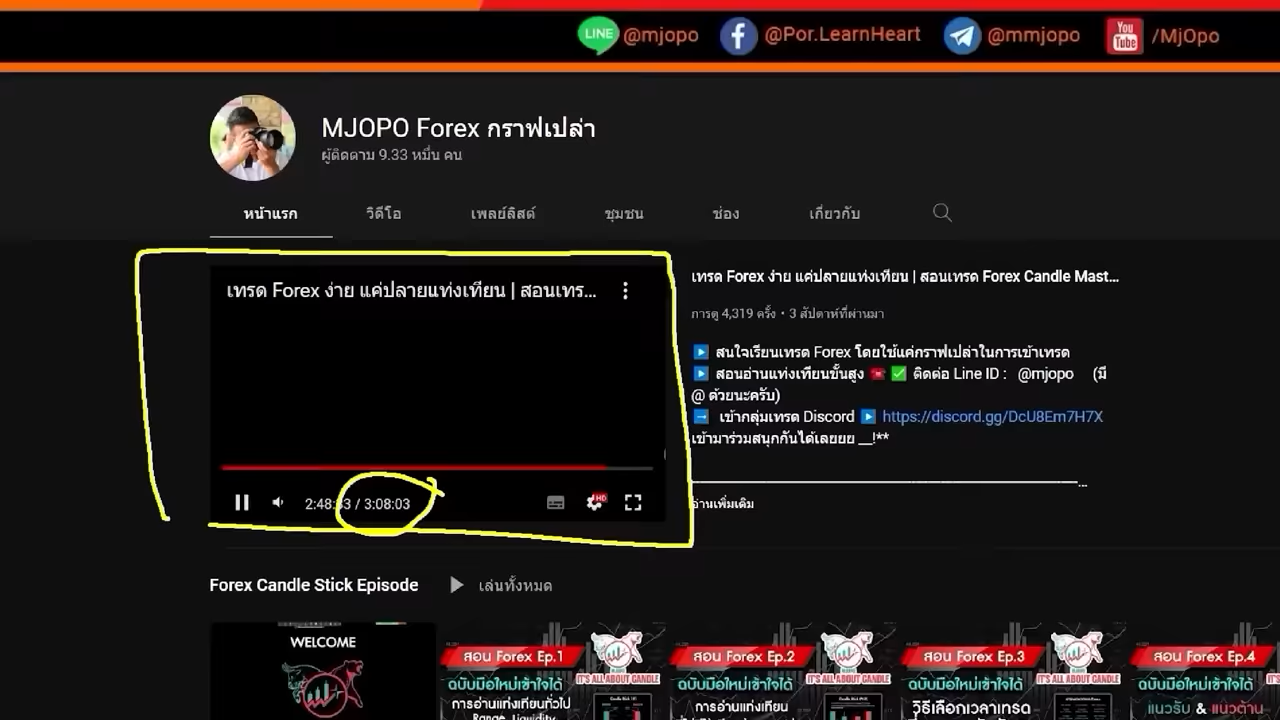 LINE @mjopo @Por.LearnHeart @mmjopo You Tube /MjOpo
MJOPO Forex กราฟเปล่า
ผู้ติดตาม 9.33 หมื่น คน
หน้าแรก วิดีโอ เพลย์ลิสต์ ชุมชน ช่อง เกี่ยวกับ
เทรด Forex ง่าย แค่ปลายแท่งเทียน | สอนเทร...
2:48: / 3:08:03
HD
เทรด Forex ง่าย แค่ปลายแท่งเทียน | สอนเทรด Forex Candle Mast...
การดู 4,319 ครั้ง • 3 สัปดาห์ที่ผ่านมา
สนใจเรียนเทรด Forex โดยใช้แค่กราฟเปล่าในการเข้าเทรด
สอนอ่านแท่งเทียนขั้นสูง ☎️ ✅ ติดต่อ Line ID : @mjopo (มี
@ ด้วยนะครับ)
เข้ากลุ่มเทรด Discord https://discord.gg/DcU8Em7H7X
เข้ามาร่วมสนุกกันได้เลยยย __!**
...
อ่านเพิ่มเติม
Forex Candle Stick Episode เล่นทั้งหมด
WELCOME
สอน Forex Ep.1
IT'S ALL ABOUT CANDLE
ฉบับมือใหม่เข้าใจได้
การอ่านแท่งเทียนทั่วไป
Range, Liquidity
สอน Forex Ep.2
IT'S ALL ABOUT CANDLE
ฉบับมือใหม่เข้าใจได้
การอ่านแท่งเทียน
สอน Forex Ep.3
IT'S ALL ABOUT CANDLE
ฉบับมือใหม่เข้าใจได้
วิธีเลือกเวลาเทรด
สอน Forex Ep.4
ฉบับมือใหม่เข้าใจได้
แนวรับ & แนวต้าน